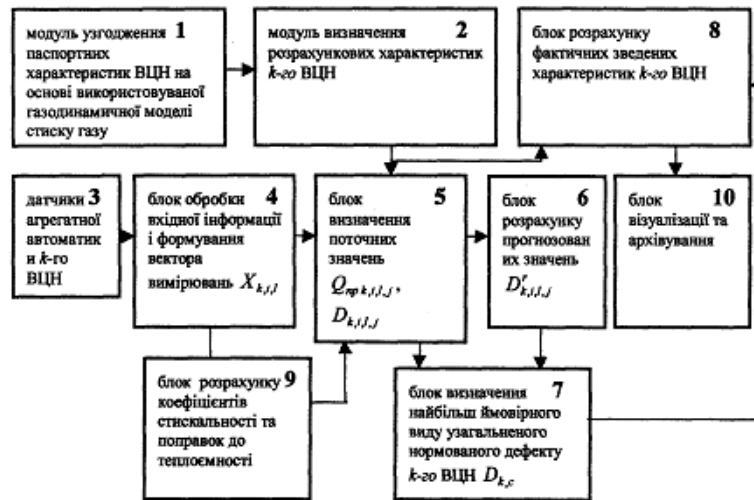 модуль узгодження 1
паспортних
характеристик ВЦН на
основі використовуваної
газодинамічної моделі
стиску газу
модуль визначення 2
розрахункових характеристик
k-го ВЦН
блок розрахунку 8
фактичних зведених
характеристик k-го ВЦН
датчики 3
агрегатної
автоматик
и k-го
ВЦН
блок обробки 4
вхідної інформації
і формування
вектора
вимірювань X_{k,i,l}
блок 5
визначення
поточних
значень
Q_{пр k,i,l,j},
D_{k,i,l,j}
блок 6
розрахунку
прогнозован
их значень
D^r_{k,i,l,j}
блок 10
візуалізації та
архівування
блок розрахунку 9
коефіцієнтів
стискальності та
поправок до
теплоємності
блок визначення 7
найбільш ймовірного
виду узагальненого
нормованого дефекту
k-го ВЦН D_{k,c}